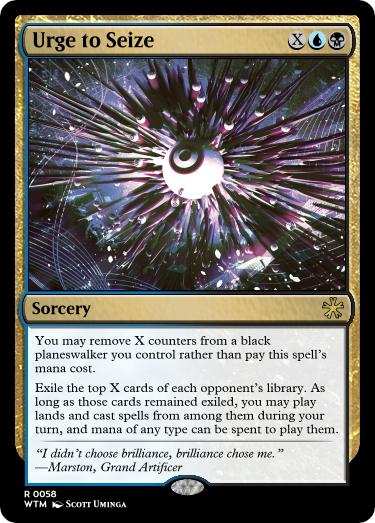 Urge to Seize X
Sorcery
You may remove X counters from a black
planeswalker you control rather than pay this spell's
mana cost.
Exile the top X cards of each opponent's library. As
long as those cards remained exiled, you may play
lands and cast spells from among them during your
turn, and mana of any type can be spent to play them.
“I didn't choose brilliance, brilliance chose me.”
—Marston, Grand Artificer
R 0058
WTM Scott Uminga